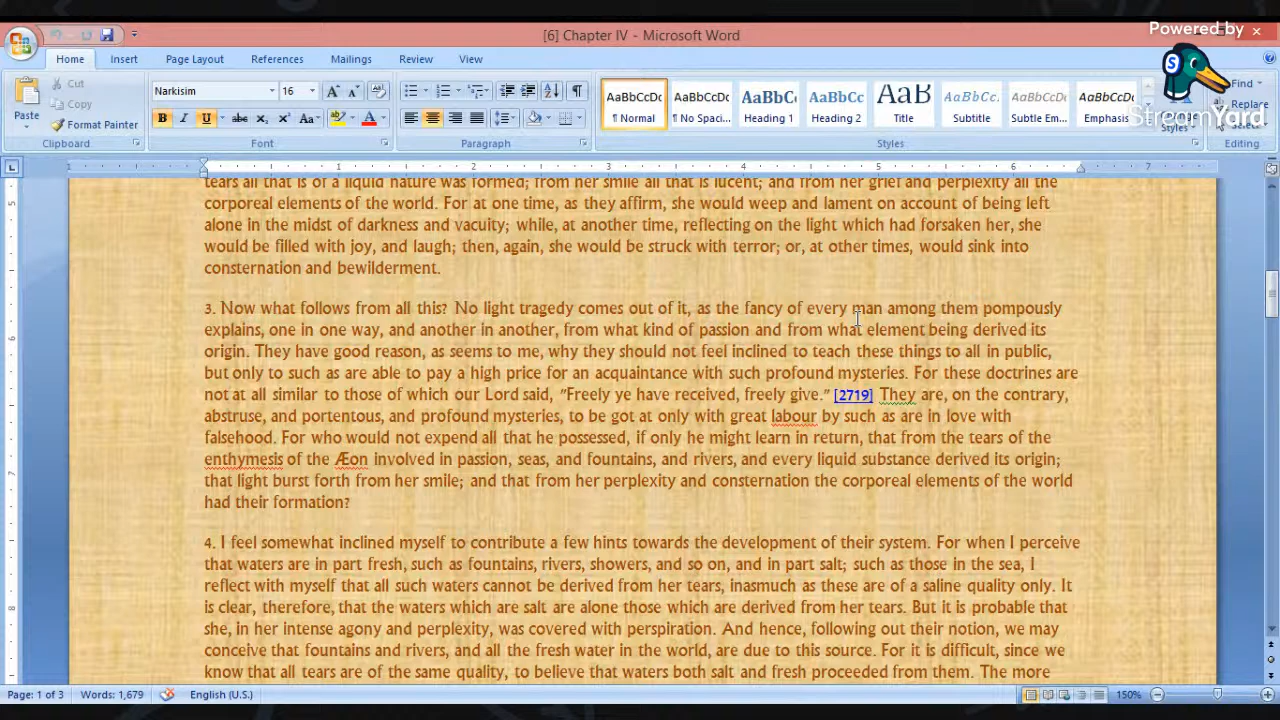 Powered by
[6] Chapter IV - Microsoft Word
Home Insert Page Layout References Mailings Review View
Cut
Copy
Paste
Format Painter
Markisim 16
Clipboard Font Paragraph Styles Editing
AaBbCcDc AaBbCcDc AaBbC AaBbCc AaB AaBbCc. AaBbCcDc AaBbCcDc
¶ Normal ¶ No Spaci... Heading 1 Heading 2 Title Subtitle Subtle Em... Emphasis
Find
Replace
Select
Styles
StreamYard
1 1 2 3 4 5 6 7
tears all that is of a liquid nature was formed; from her smile all that is lucent; and from her grief and perplexity all the
corporeal elements of the world. For at one time, as they affirm, she would weep and lament on account of being left
alone in the midst of darkness and vacuity; while, at another time, reflecting on the light which had forsaken her, she
would be filled with joy, and laugh; then, again, she would be struck with terror; or, at other times, would sink into
consternation and bewilderment.
3. Now what follows from all this? No light tragedy comes out of it, as the fancy of every man among them pompously
explains, one in one way, and another in another, from what kind of passion and from what element being derived its
origin. They have good reason, as seems to me, why they should not feel inclined to teach these things to all in public,
but only to such as are able to pay a high price for an acquaintance with such profound mysteries. For these doctrines are
not at all similar to those of which our Lord said, "Freely ye have received, freely give." [2719] They are, on the contrary,
abstruse, and portentous, and profound mysteries, to be got at only with great labour by such as are in love with
falsehood. For who would not expend all that he possessed, if only he might learn in return, that from the tears of the
enthymesis of the Æon involved in passion, seas, and fountains, and rivers, and every liquid substance derived its origin;
that light burst forth from her smile; and that from her perplexity and consternation the corporeal elements of the world
had their formation?
4. I feel somewhat inclined myself to contribute a few hints towards the development of their system. For when I perceive
that waters are in part fresh, such as fountains, rivers, showers, and so on, and in part salt; such as those in the sea, I
reflect with myself that all such waters cannot be derived from her tears, inasmuch as these are of a saline quality only. It
is clear, therefore, that the waters which are salt are alone those which are derived from her tears. But it is probable that
she, in her intense agony and perplexity, was covered with perspiration. And hence, following out their notion, we may
conceive that fountains and rivers, and all the fresh water in the world, are due to this source. For it is difficult, since we
know that all tears are of the same quality, to believe that waters both salt and fresh proceeded from them. The more
Page: 1 of 3 Words: 1,679 English (U.S.) 150%